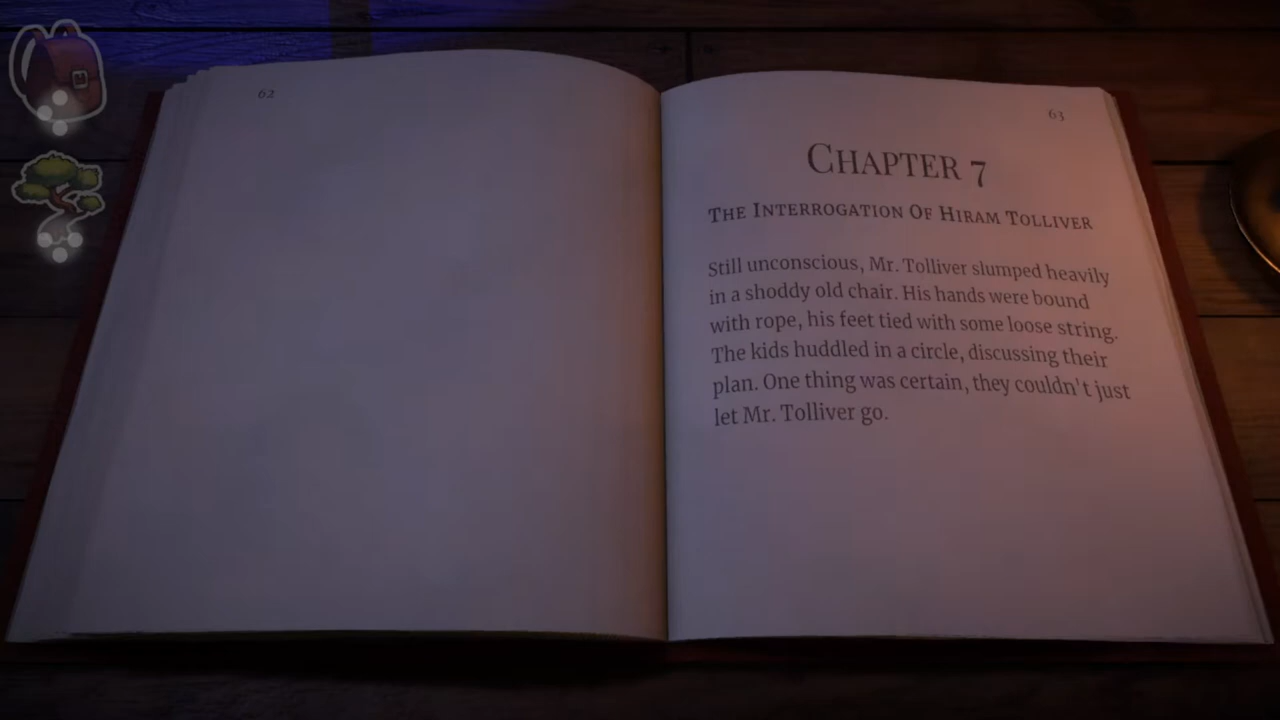 62
63
Chapter 7
The Interrogation Of Hiram Tolliver
Still unconscious, Mr. Tolliver slumped heavily
in a shoddy old chair. His hands were bound
with rope, his feet tied with some loose string.
The kids huddled in a circle, discussing their
plan. One thing was certain, they couldn't just
let Mr. Tolliver go.